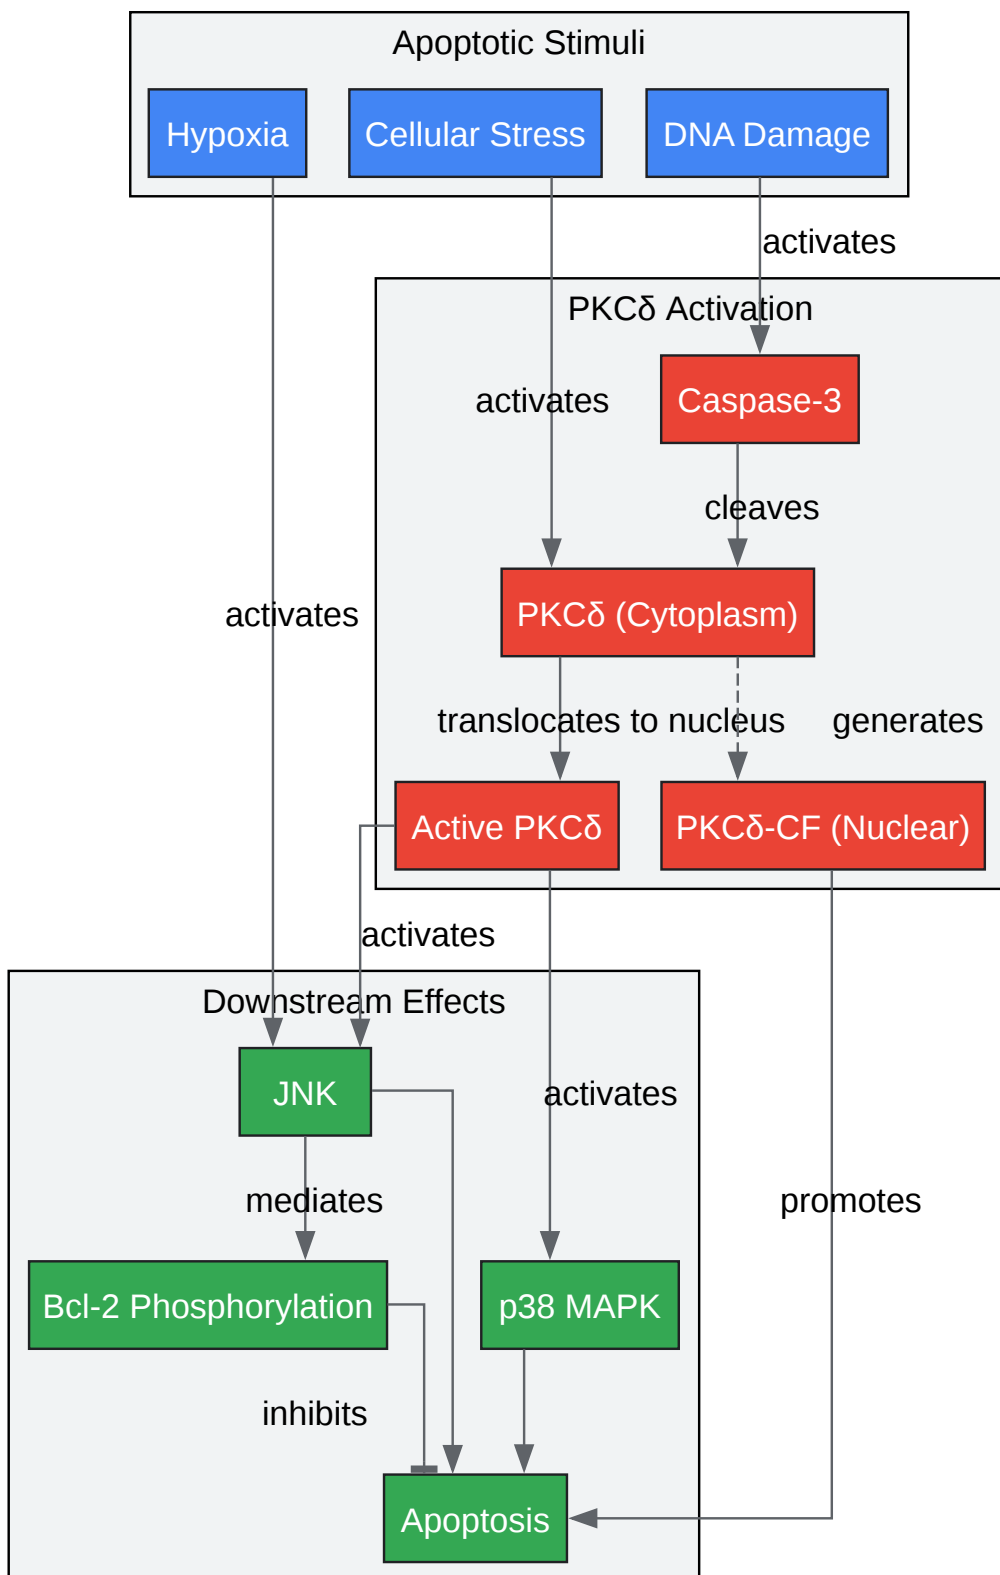 Apoptotic Stimuli
Hypoxia
Cellular Stress
DNA Damage
activates
PKCδ Activation
activates
Caspase-3
cleaves
activates
PKCδ (Cytoplasm)
translocates to nucleus
generates
Active PKCδ
PKCδ-CF (Nuclear)
activates
Downstream Effects
JNK
activates
mediates
promotes
Bcl-2 Phosphorylation
p38 MAPK
inhibits
Apoptosis